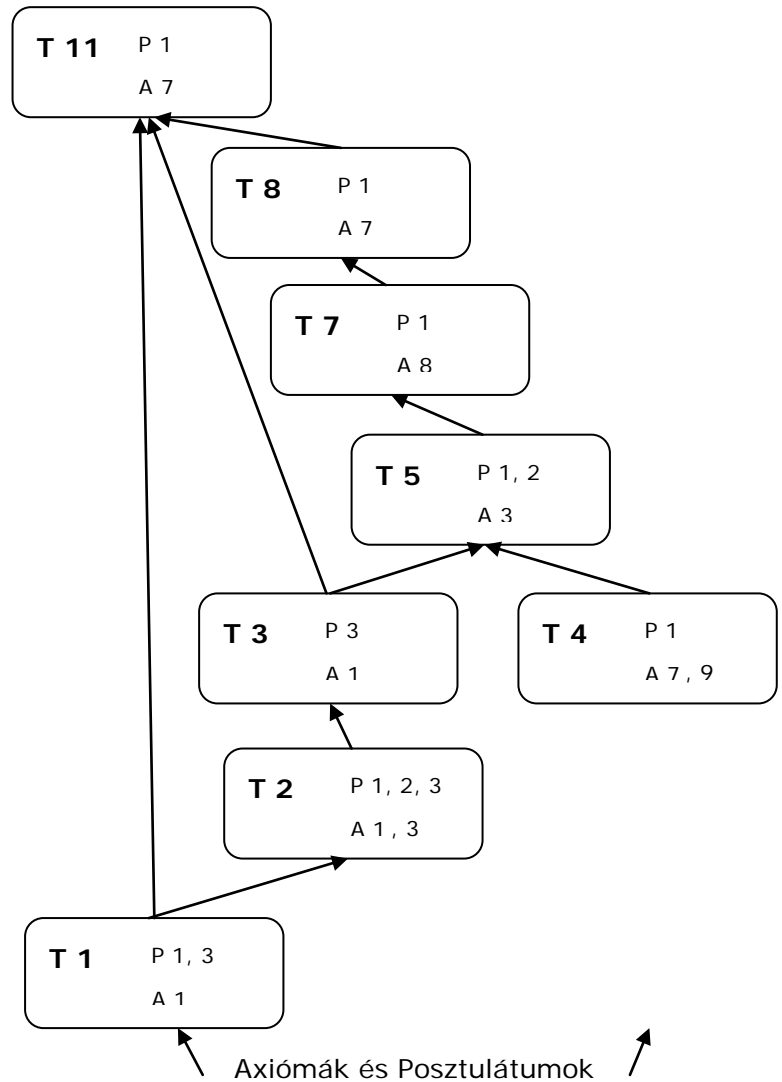 T 11 P 1
A 7
T 8 P 1
A 7
T 7 P 1
A 8
T 5 P 1, 2
A 3
T 3 P 3
A 1
T 4 P 1
A 7, 9
T 2 P 1, 2, 3
A 1, 3
T 1 P 1, 3
A 1
Axiómák és Posztulátumok